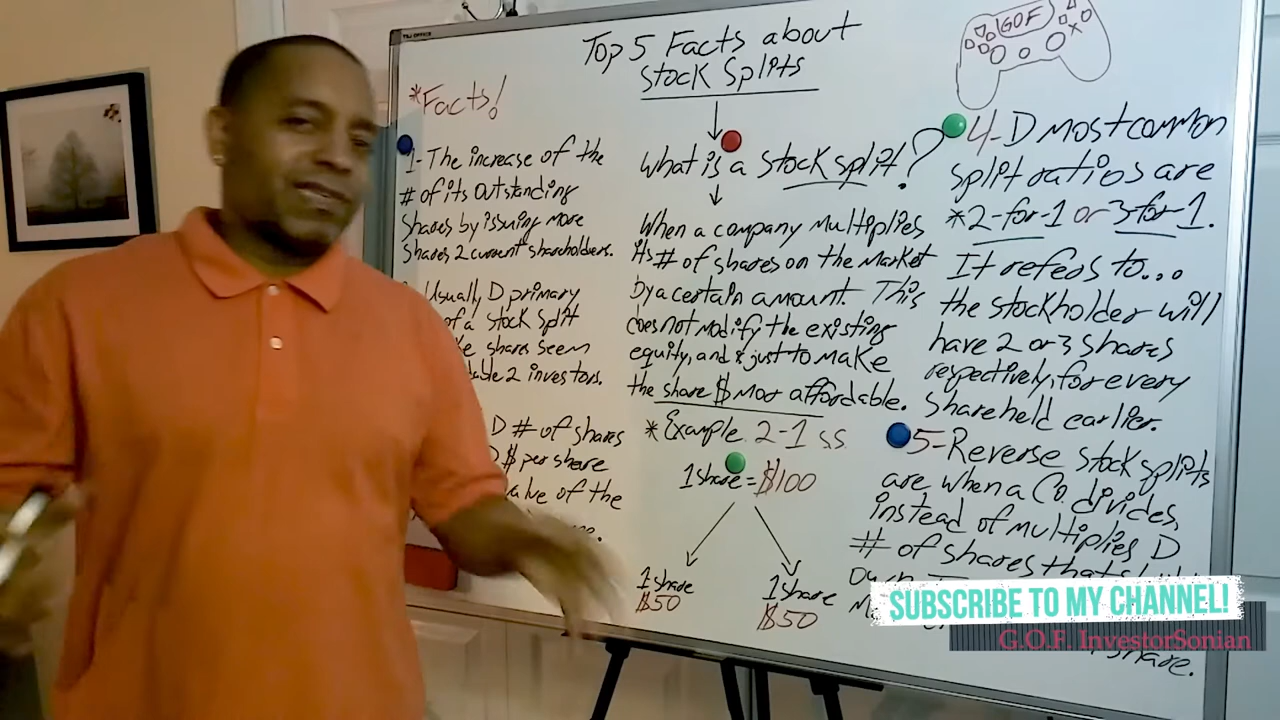 T&J OFFICE
Top 5 Facts about
Stock Splits
*Facts!
1- The increase of the
# of its outstanding
shares by issuing more
shares 2 current shareholders.
Usually D primary
of a stock split
shares seem
2 investors.
D # of shares
$ per share
value of the
What is a stock split?
When a company Multiplies
its # of shares on the market
by a certain amount. This
does not modify the existing
equity, and is just to make
the share $ mor affordable.
*Example 2-1 s.s.
1 share = $100
1 share
$50
1 share
$50
GOF
X
4- D most common
split ratios are
*2-for-1 or 3-for-1.
It refers to...
the stockholder will
have 2 or 3 shares
respectively, for every
share held earlier.
5- Reverse stock splits
are when a Co. divides,
instead of multiplies D
# of shares that
SUBSCRIBE TO MY CHANNEL!
G.O.F. InvestorSonian
share.